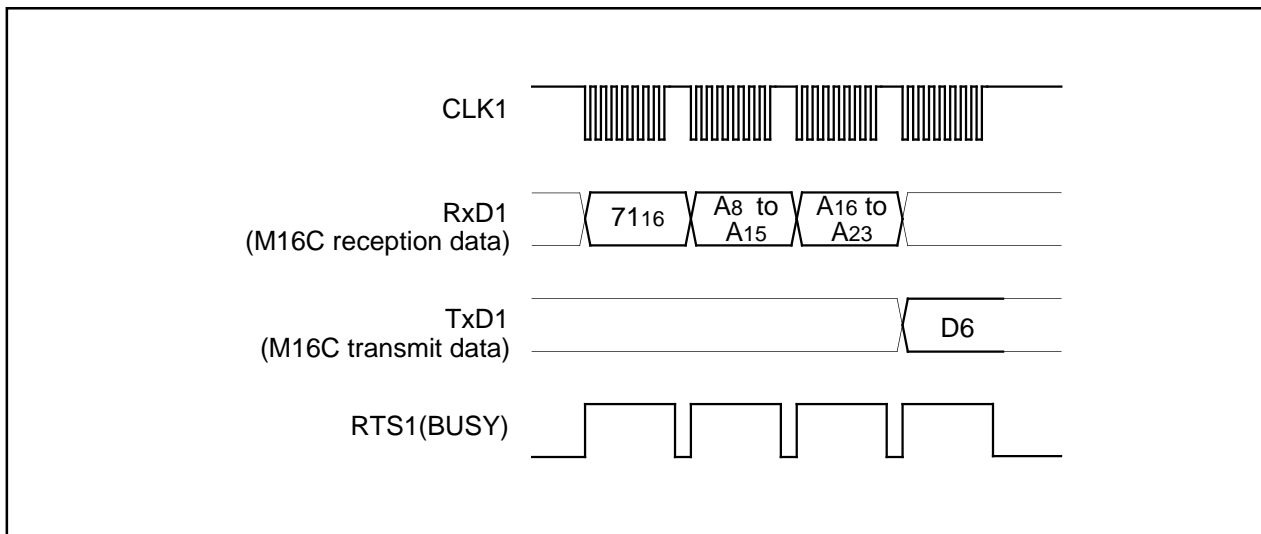 CLK1
RxD1
(M16C reception data)
7116
A8 to
A15
A16 to
A23
TxD1
(M16C transmit data)
D6
RTS1(BUSY)